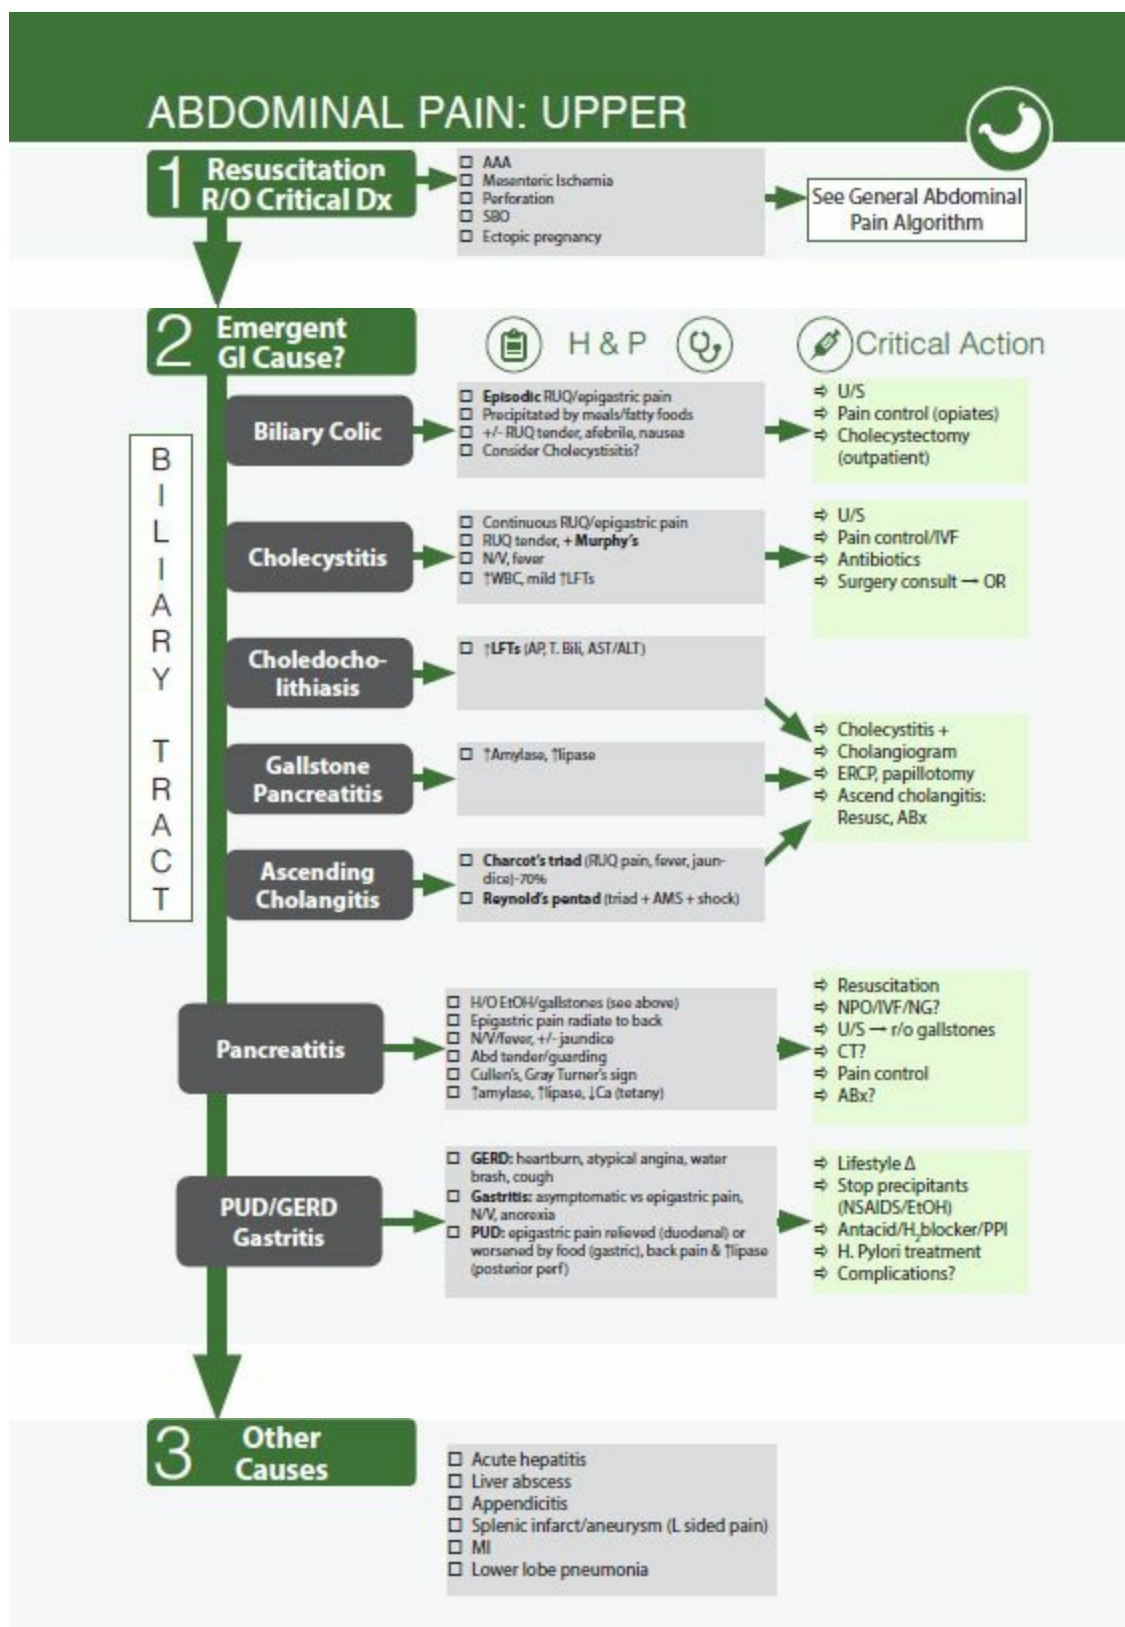 ABDOMINAL PAIN: UPPER
1 Resuscitation
R/O Critical Dx
☐ AAA
☐ Mesenteric Ischemia
☐ Perforation
☐ SBO
☐ Ectopic pregnancy
See General Abdominal
Pain Algorithm
2 Emergent
GI Cause?
H & P
Critical Action
BILIARY TRACT
Biliary Colic
☐ Episodic RUQ/epigastric pain
☐ Precipitated by meals/fatty foods
☐ +/- RUQ tender, afebrile, nausea
☐ Consider Cholecystisitis?
⇨ U/S
⇨ Pain control (opiates)
⇨ Cholecystectomy
(outpatient)
Cholecystitis
☐ Continuous RUQ/epigastric pain
☐ RUQ tender, + Murphy's
☐ N/V, fever
☐ ↑WBC, mild ↑LFTs
⇨ U/S
⇨ Pain control/IVF
⇨ Antibiotics
⇨ Surgery consult → OR
Choledocho-
lithiasis
☐ ↑LFTs (AP, T. Bili, AST/ALT)
Gallstone
Pancreatitis
☐ ↑Amylase, ↑lipase
⇨ Cholecystitis +
⇨ Cholangiogram
⇨ ERCP, papillotomy
⇨ Ascend cholangitis:
Resusc, ABx
Ascending
Cholangitis
☐ Charcot's triad (RUQ pain, fever, jaun-
dice)-70%
☐ Reynold's pentad (triad + AMS + shock)
Pancreatitis
☐ H/O EtOH/gallstones (see above)
☐ Epigastric pain radiate to back
☐ N/V/fever, +/- jaundice
☐ Abd tender/guarding
☐ Cullen's, Gray Turner's sign
☐ ↑amylase, ↑lipase, ↓Ca (tetany)
⇨ Resuscitation
⇨ NPO/IVF/NG?
⇨ U/S → r/o gallstones
⇨ CT?
⇨ Pain control
⇨ ABx?
PUD/GERD
Gastritis
☐ GERD: heartburn, atypical angina, water
brash, cough
☐ Gastritis: asymptomatic vs epigastric pain,
N/V, anorexia
☐ PUD: epigastric pain relieved (duodenal) or
worsened by food (gastric), back pain & ↑lipase
(posterior perf)
⇨ Lifestyle Δ
⇨ Stop precipitants
(NSAIDS/EtOH)
⇨ Antacid/H₂blocker/PPI
⇨ H. Pylori treatment
⇨ Complications?
3 Other
Causes
☐ Acute hepatitis
☐ Liver abscess
☐ Appendicitis
☐ Splenic infarct/aneurysm (L sided pain)
☐ MI
☐ Lower lobe pneumonia